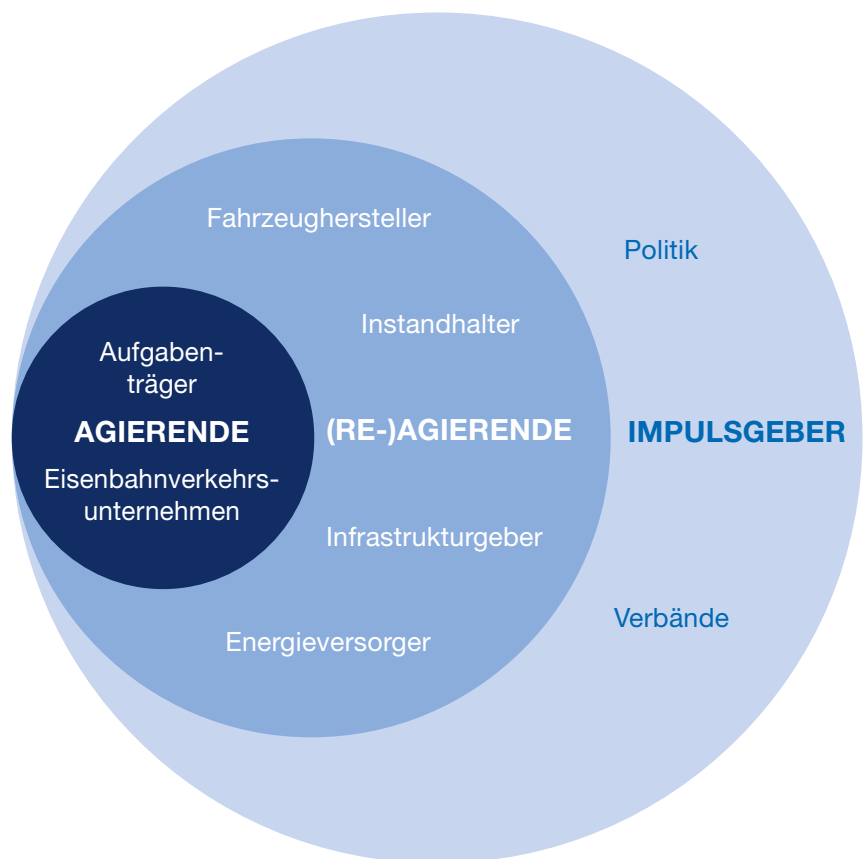 Fahrzeughersteller
Politik
Instandhalter
Aufgaben-
träger
AGIERENDE
(RE-)AGIERENDE
IMPULSGEBER
Eisenbahnverkehrs-
unternehmen
Infrastrukturgeber
Verbände
Energieversorger